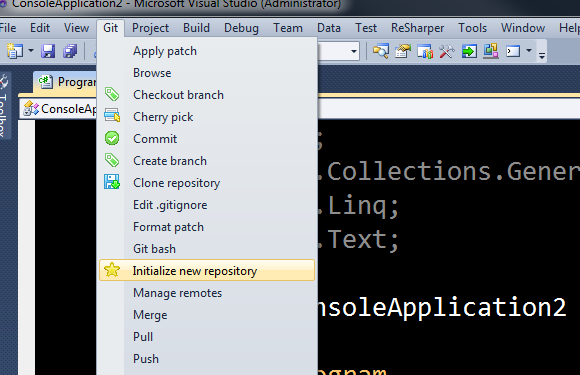 ConsoleApplication2 - Microsoft Visual Studio (Administrator)
File Edit View Git Project Build Debug Team Data Test ReSharper Tools Window
Apply patch
Browse
Checkout branch
Cherry pick
Commit
Create branch
Clone repository
Edit .gitignore
Format patch
Git bash
Initialize new repository
Manage remotes
Merge
Pull
Push
Toolbox
Progra
ConsoleAp
;
.Collections.Gener
.Linq;
.Text;
nsoleApplication2
ogram